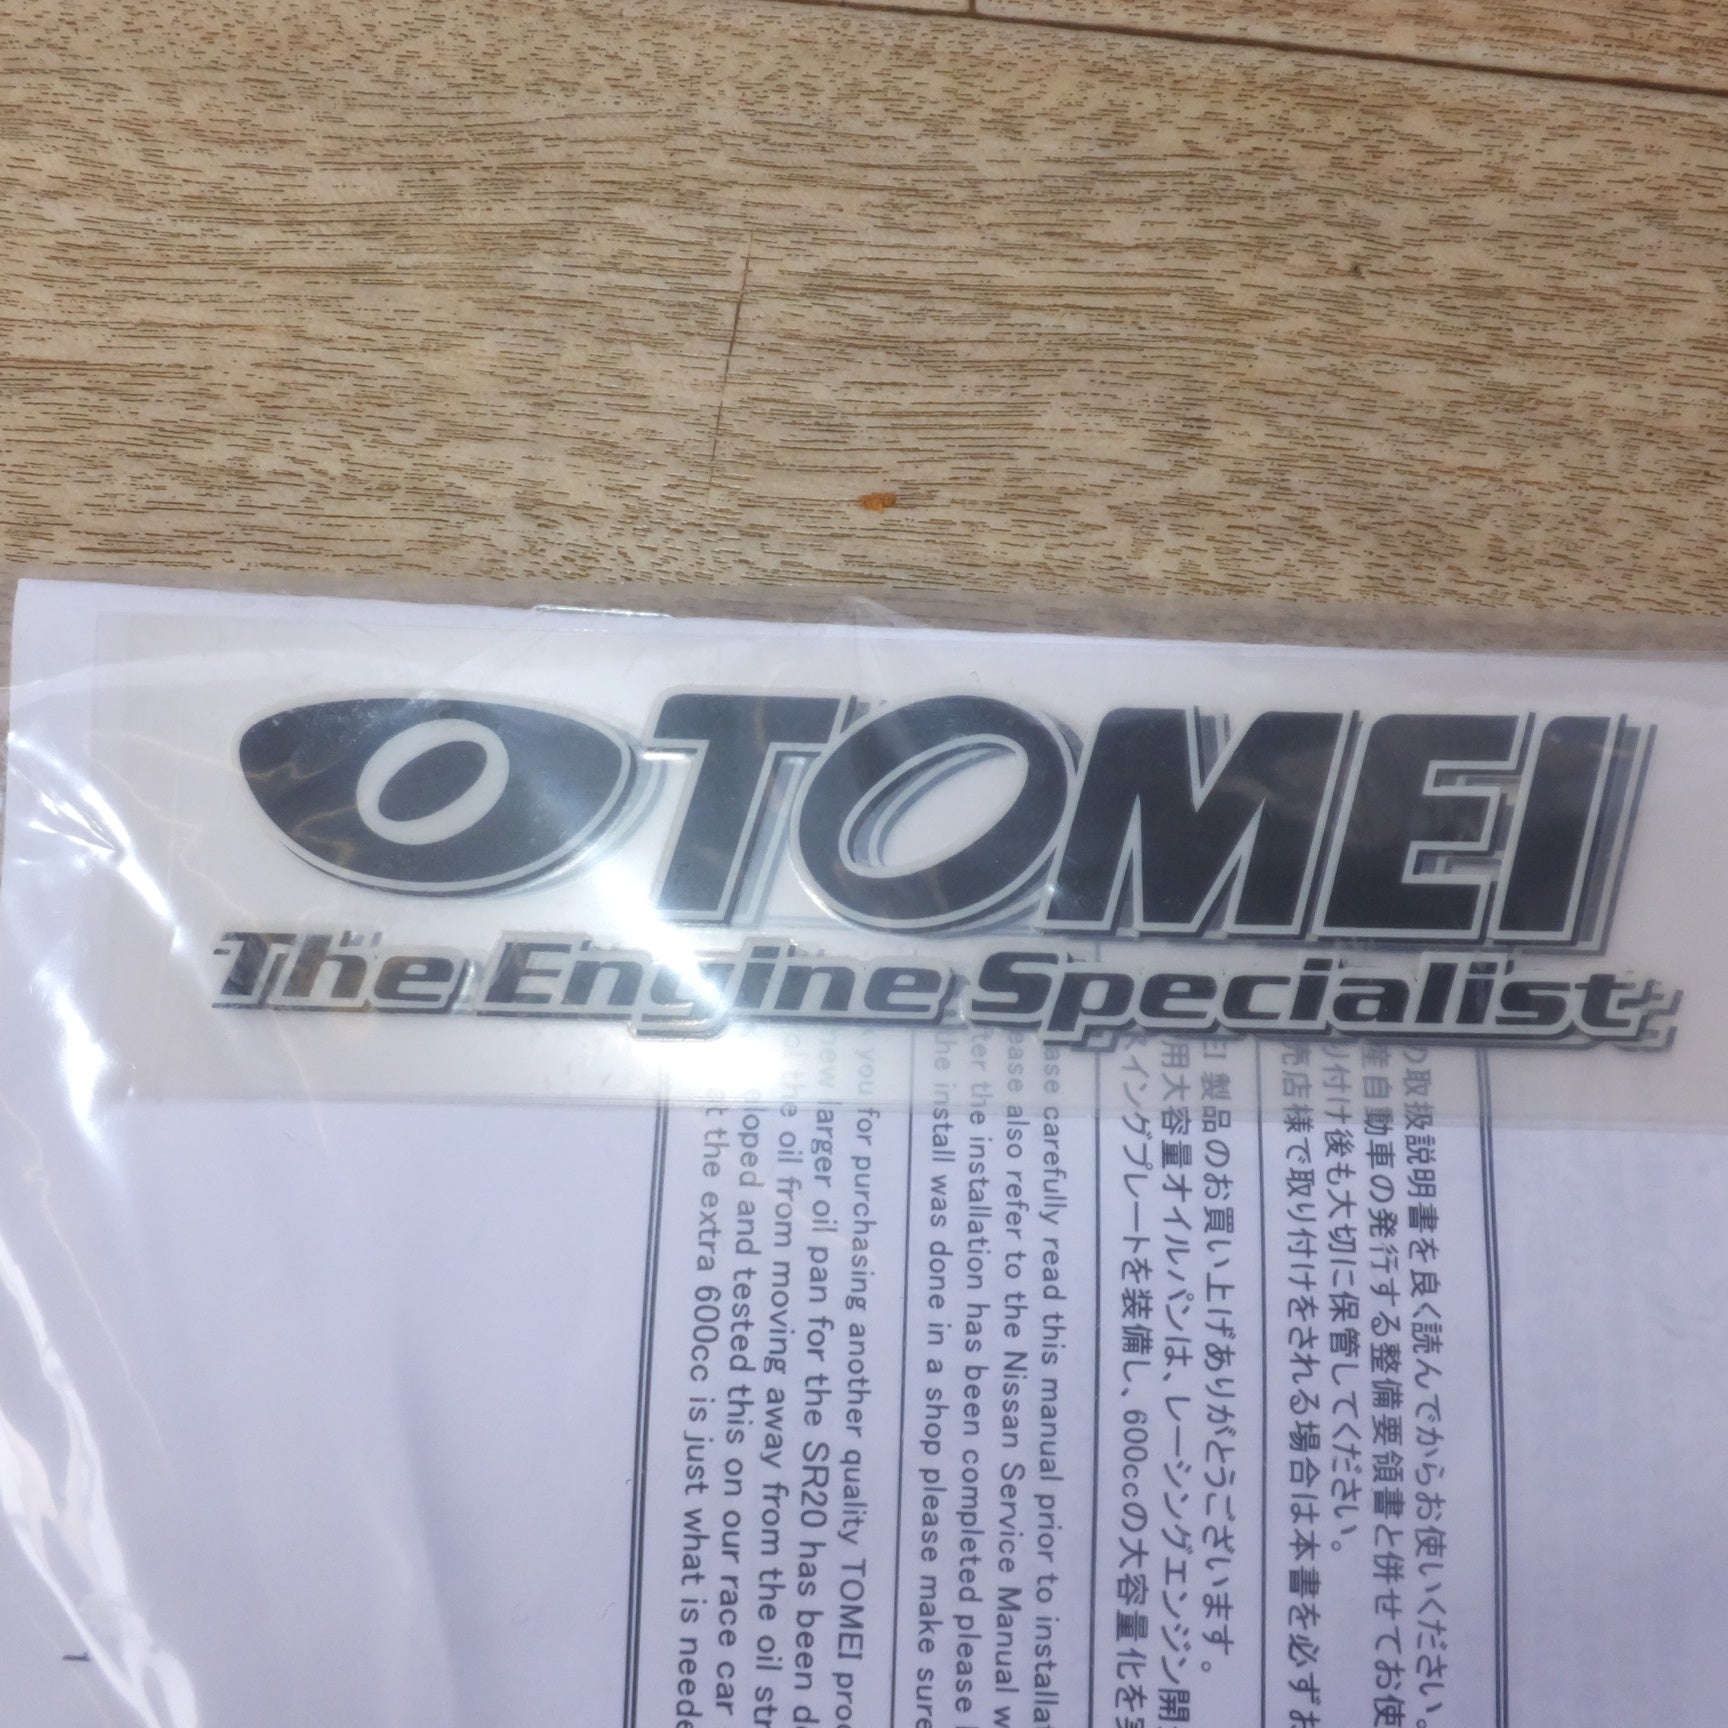 TOMEI
The Engine Specialist
の取扱説明書を良く読んでからお使いください。
産自動車の発行する整備要領書と併せてお使
り付け後も大切に保管してください。
売店様で取り付けをされる場合は本書を必ずお
製品のお買い上げありがとうございます。
用大容量オイルパンは、レーシングエンジン開
スイングプレートを装備し、600ccの大容量化を実
carefully read this manual prior to
also refer to the Nissan Service Manual
the installation has been completed please
the install was done in a shop please make sure
you for purchasing another quality TOMEI
new larger oil pan for the SR20 has been
the oil from moving away from the oil
and tested this on our race car
at the extra 600cc is just what is
1